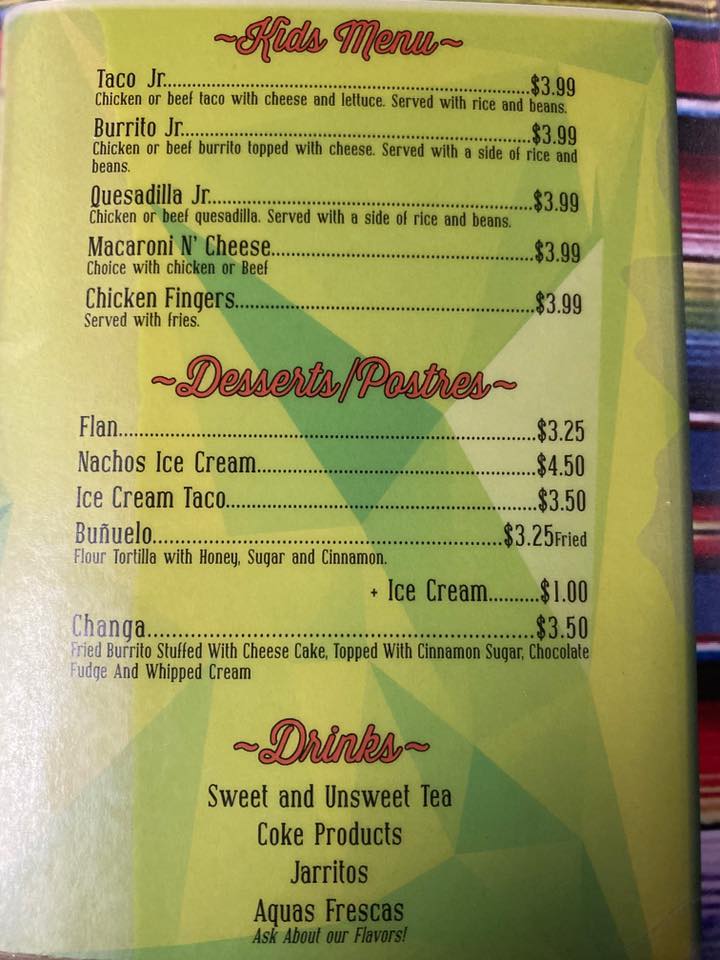 ~Kids Menu~
Taco Jr.....................................................................$3.99
Chicken or beef taco with cheese and lettuce. Served with rice and beans.
Burrito Jr.................................................................$3.99
Chicken or beef burrito topped with cheese. Served with a side of rice and
beans.
Quesadilla Jr............................................................$3.99
Chicken or beef quesadilla. Served with a side of rice and beans.
Macaroni N' Cheese.................................................$3.99
Choice with chicken or Beef
Chicken Fingers........................................................$3.99
Served with fries.
~Desserts/Postres~
Flan...............................................................................$3.25
Nachos Ice Cream....................................................$4.50
Ice Cream Taco..........................................................$3.50
Buñuelo..................................................................$3.25Fried
Flour Tortilla with Honey, Sugar and Cinnamon.
+ Ice Cream..........$1.00
Changa........................................................................$3.50
Fried Burrito Stuffed With Cheese Cake, Topped With Cinnamon Sugar, Chocolate
Fudge And Whipped Cream
~Drinks~
Sweet and Unsweet Tea
Coke Products
Jarritos
Aquas Frescas
Ask About our Flavors!